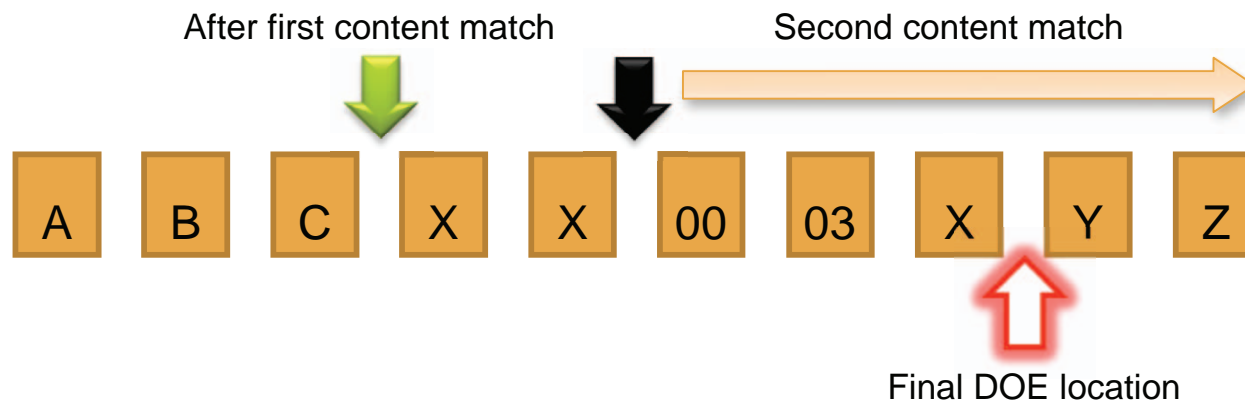 After first content match Second content match
A B C X X 00 03 X Y Z
Final DOE location